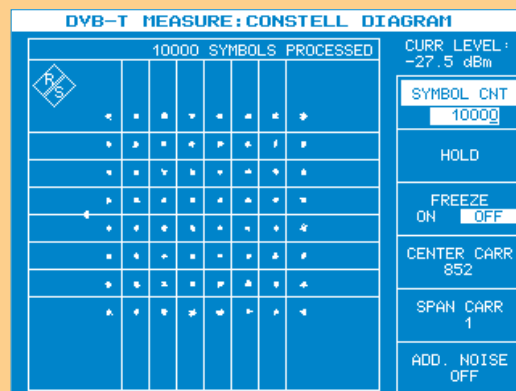 DVB-T MEASURE:CONSTELL DIAGRAM
10000 SYMBOLS PROCESSED
R
S
CURR LEVEL:
-27.5 dBm
SYMBOL CNT
10000
HOLD
FREEZE
ON OFF
CENTER CARR
852
SPAN CARR
1
ADD. NOISE
OFF